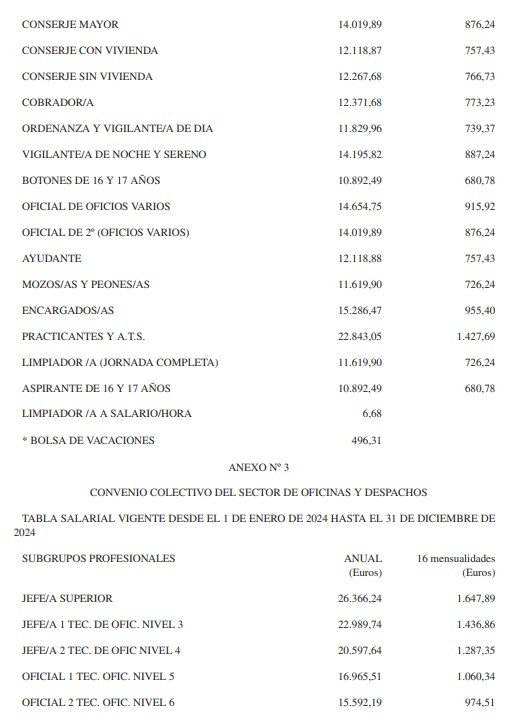 CONSERJE MAYOR 14.019,89 876,24
CONSERJE CON VIVIENDA 12.118,87 757,43
CONSERJE SIN VIVIENDA 12.267,68 766,73
COBRADOR/A 12.371,68 773,23
ORDENANZA Y VIGILANTE/A DE DIA 11.829,96 739,37
VIGILANTE/A DE NOCHE Y SERENO 14.195,82 887,24
BOTONES DE 16 Y 17 AÑOS 10.892,49 680,78
OFICIAL DE OFICIOS VARIOS 14.654,75 915,92
OFICIAL DE 2º (OFICIOS VARIOS) 14.019,89 876,24
AYUDANTE 12.118,88 757,43
MOZOS/AS Y PEONES/AS 11.619,90 726,24
ENCARGADOS/AS 15.286,47 955,40
PRACTICANTES Y A.T.S. 22.843,05 1.427,69
LIMPIADOR /A (JORNADA COMPLETA) 11.619,90 726,24
ASPIRANTE DE 16 Y 17 AÑOS 10.892,49 680,78
LIMPIADOR /A A SALARIO/HORA 6,68
* BOLSA DE VACACIONES 496,31
ANEXO Nº 3
CONVENIO COLECTIVO DEL SECTOR DE OFICINAS Y DESPACHOS
TABLA SALARIAL VIGENTE DESDE EL 1 DE ENERO DE 2024 HASTA EL 31 DE DICIEMBRE DE
2024
SUBGRUPOS PROFESIONALES ANUAL 16 mensualidades
(Euros) (Euros)
JEFE/A SUPERIOR 26.366,24 1.647,89
JEFE/A 1 TEC. DE OFIC. NIVEL 3 22.989,74 1.436,86
JEFE/A 2 TEC. DE OFIC NIVEL 4 20.597,64 1.287,35
OFICIAL 1 TEC. OFIC. NIVEL 5 16.965,51 1.060,34
OFICIAL 2 TEC. OFIC. NIVEL 6 15.592,19 974,51